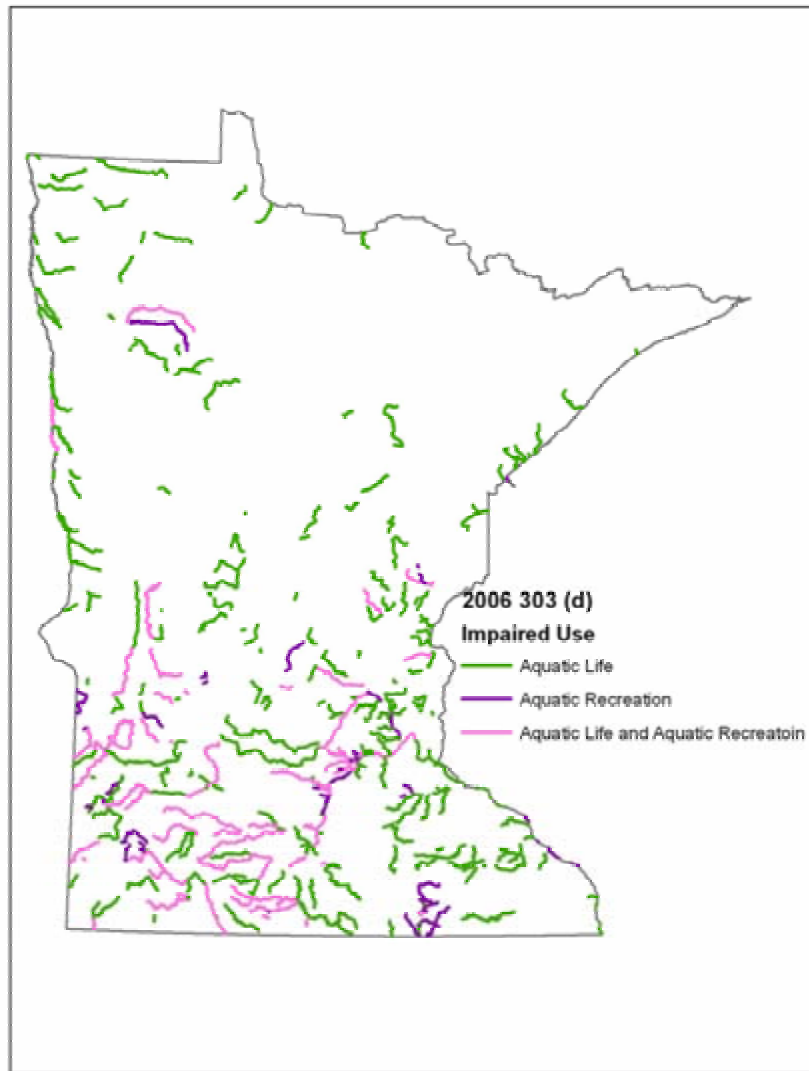 2006 303 (d)
Impaired Use
Aquatic Life
Aquatic Recreation
Aquatic Life and Aquatic Recreatoin